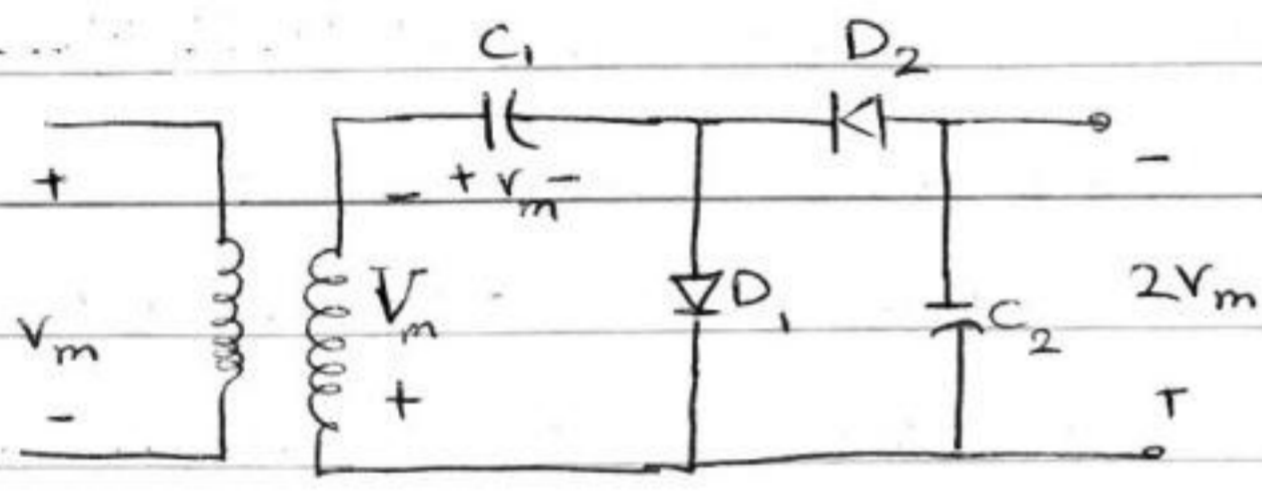 C₁
D₂
+
- + Vm -
-
Vm
D₁
C₂
2Vm
Vm
+
-
+